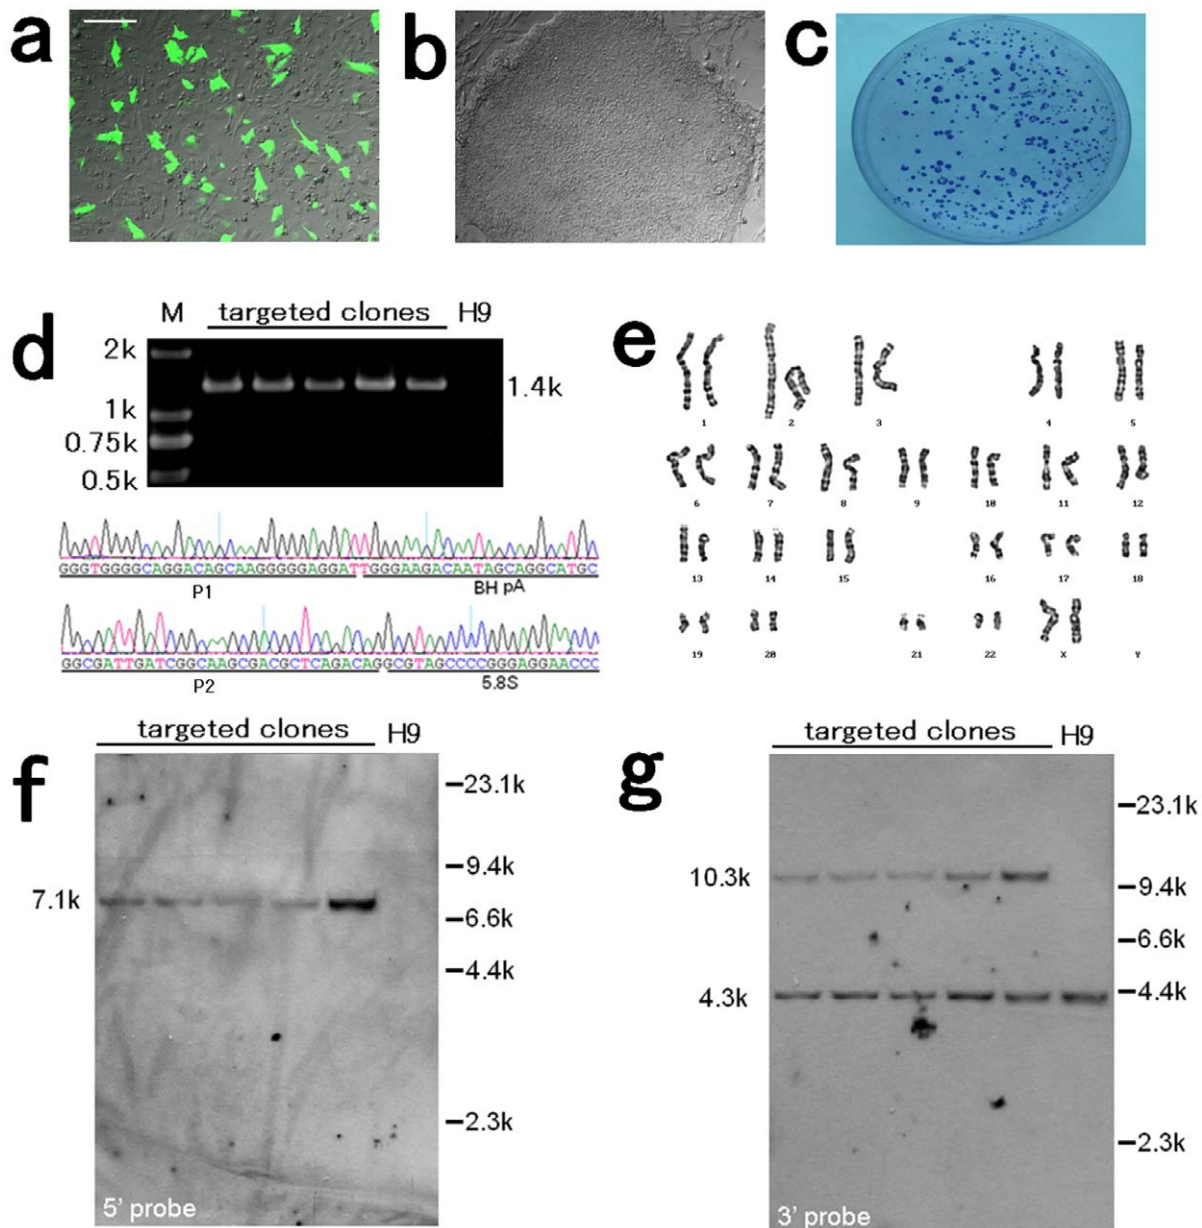 a
b
c
d
M targeted clones H9
2k
1k
0.75k
0.5k
1.4k
GGGTGGGGCAGGACAGCAAGGGGGAGGATTGGGAAGACAATAGCAGGCATGC
P1 BH pA
GGCGATTGATCGGCAAGCGACGCTCAGACAGGCGTAGCCCCGGGAGGAACCC
P2 5.8S
e
1 2 3 4 5
6 7 8 9 10 11 12
13 14 15 16 17 18
19 20 21 22 X Y
f
targeted clones H9
23.1k
9.4k
7.1k
6.6k
4.4k
2.3k
5' probe
g
targeted clones H9
23.1k
10.3k
9.4k
6.6k
4.3k
4.4k
2.3k
3' probe